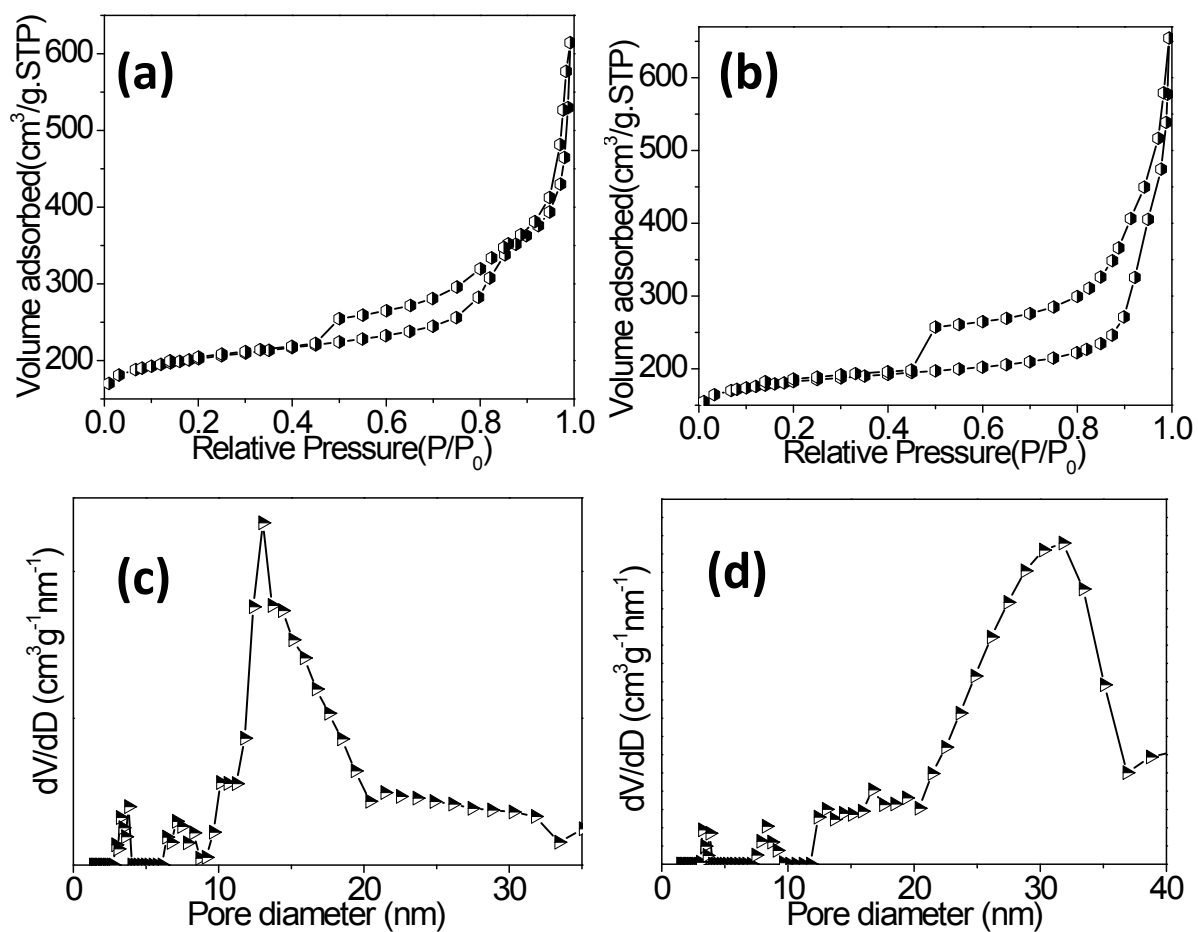 (a)
Volume adsorbed(cm³/g.STP)
600
500
400
300
200
0.0 0.2 0.4 0.6 0.8 1.0
Relative Pressure(P/P₀)
(b)
Volume adsorbed(cm³/g.STP)
600
500
400
300
200
0.0 0.2 0.4 0.6 0.8 1.0
Relative Pressure(P/P₀)
(c)
dV/dD (cm³g⁻¹nm⁻¹)
0 10 20 30
Pore diameter (nm)
(d)
dV/dD (cm³g⁻¹nm⁻¹)
0 10 20 30 40
Pore diameter (nm)